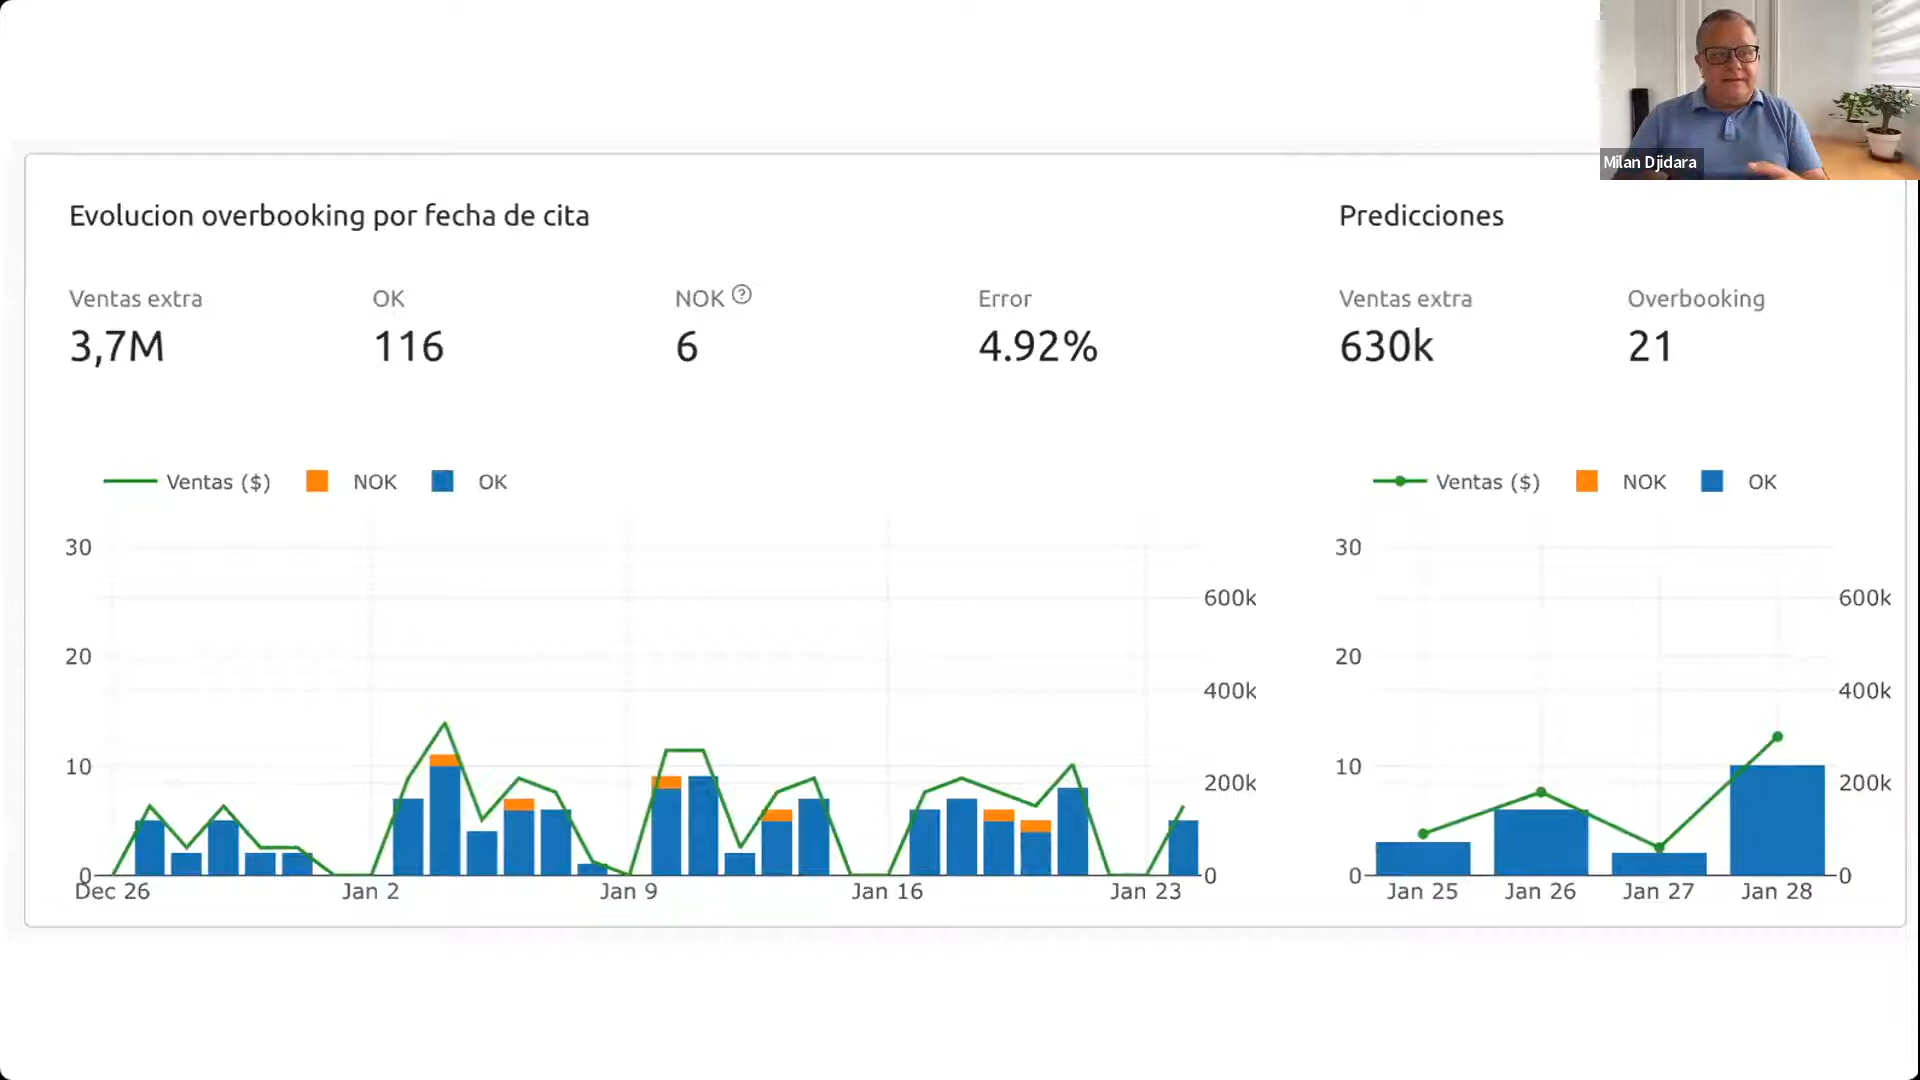 Milan Djidara
Evolucion overbooking por fecha de cita
Ventas extra
3,7M
OK
116
NOK ?
6
Error
4.92%
Ventas ($) NOK OK
30
20
10
0
600k
400k
200k
0
Dec 26 Jan 2 Jan 9 Jan 16 Jan 23
Predicciones
Ventas extra
630k
Overbooking
21
Ventas ($) NOK OK
30
20
10
0
600k
400k
200k
0
Jan 25 Jan 26 Jan 27 Jan 28